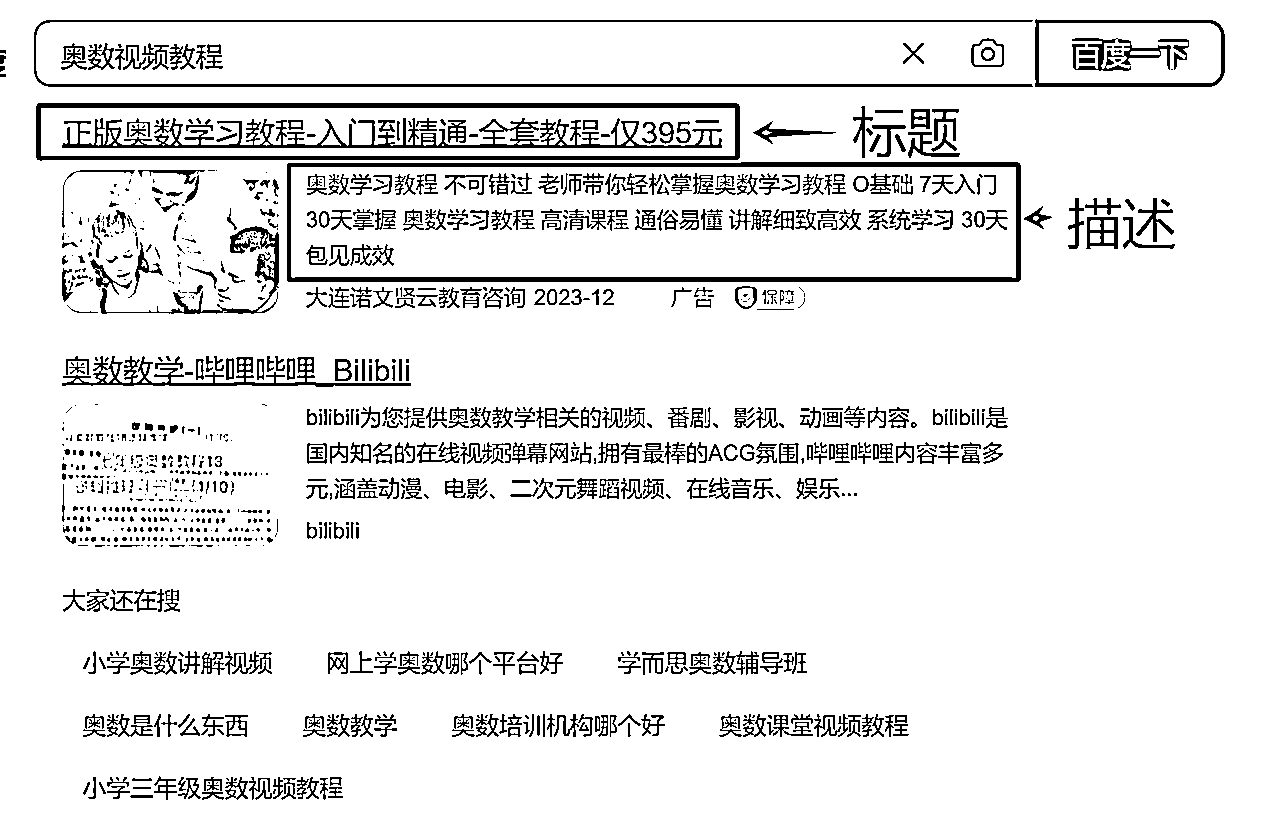 奥数视频教程
百度一下
正版奥数学习教程-入门到精通-全套教程-仅395元
标题
奥数学习教程 不可错过 老师带你轻松掌握奥数学习教程 O基础 7天入门
30天掌握 奥数学习教程 高清课程 通俗易懂 讲解细致高效 系统学习 30天
包见成效
描述
大连诺文贤云教育咨询 2023-12 广告 保障
奥数教学-哔哩哔哩_Bilibili
bilibili为您提供奥数教学相关的视频、番剧、影视、动画等内容。bilibili是
国内知名的在线视频弹幕网站,拥有最棒的ACG氛围,哔哩哔哩内容丰富多
元,涵盖动漫、电影、二次元舞蹈视频、在线音乐、娱乐...
bilibili
大家还在搜
小学奥数讲解视频 网上学奥数哪个平台好 学而思奥数辅导班
奥数是什么东西 奥数教学 奥数培训机构哪个好 奥数课堂视频教程
小学三年级奥数视频教程